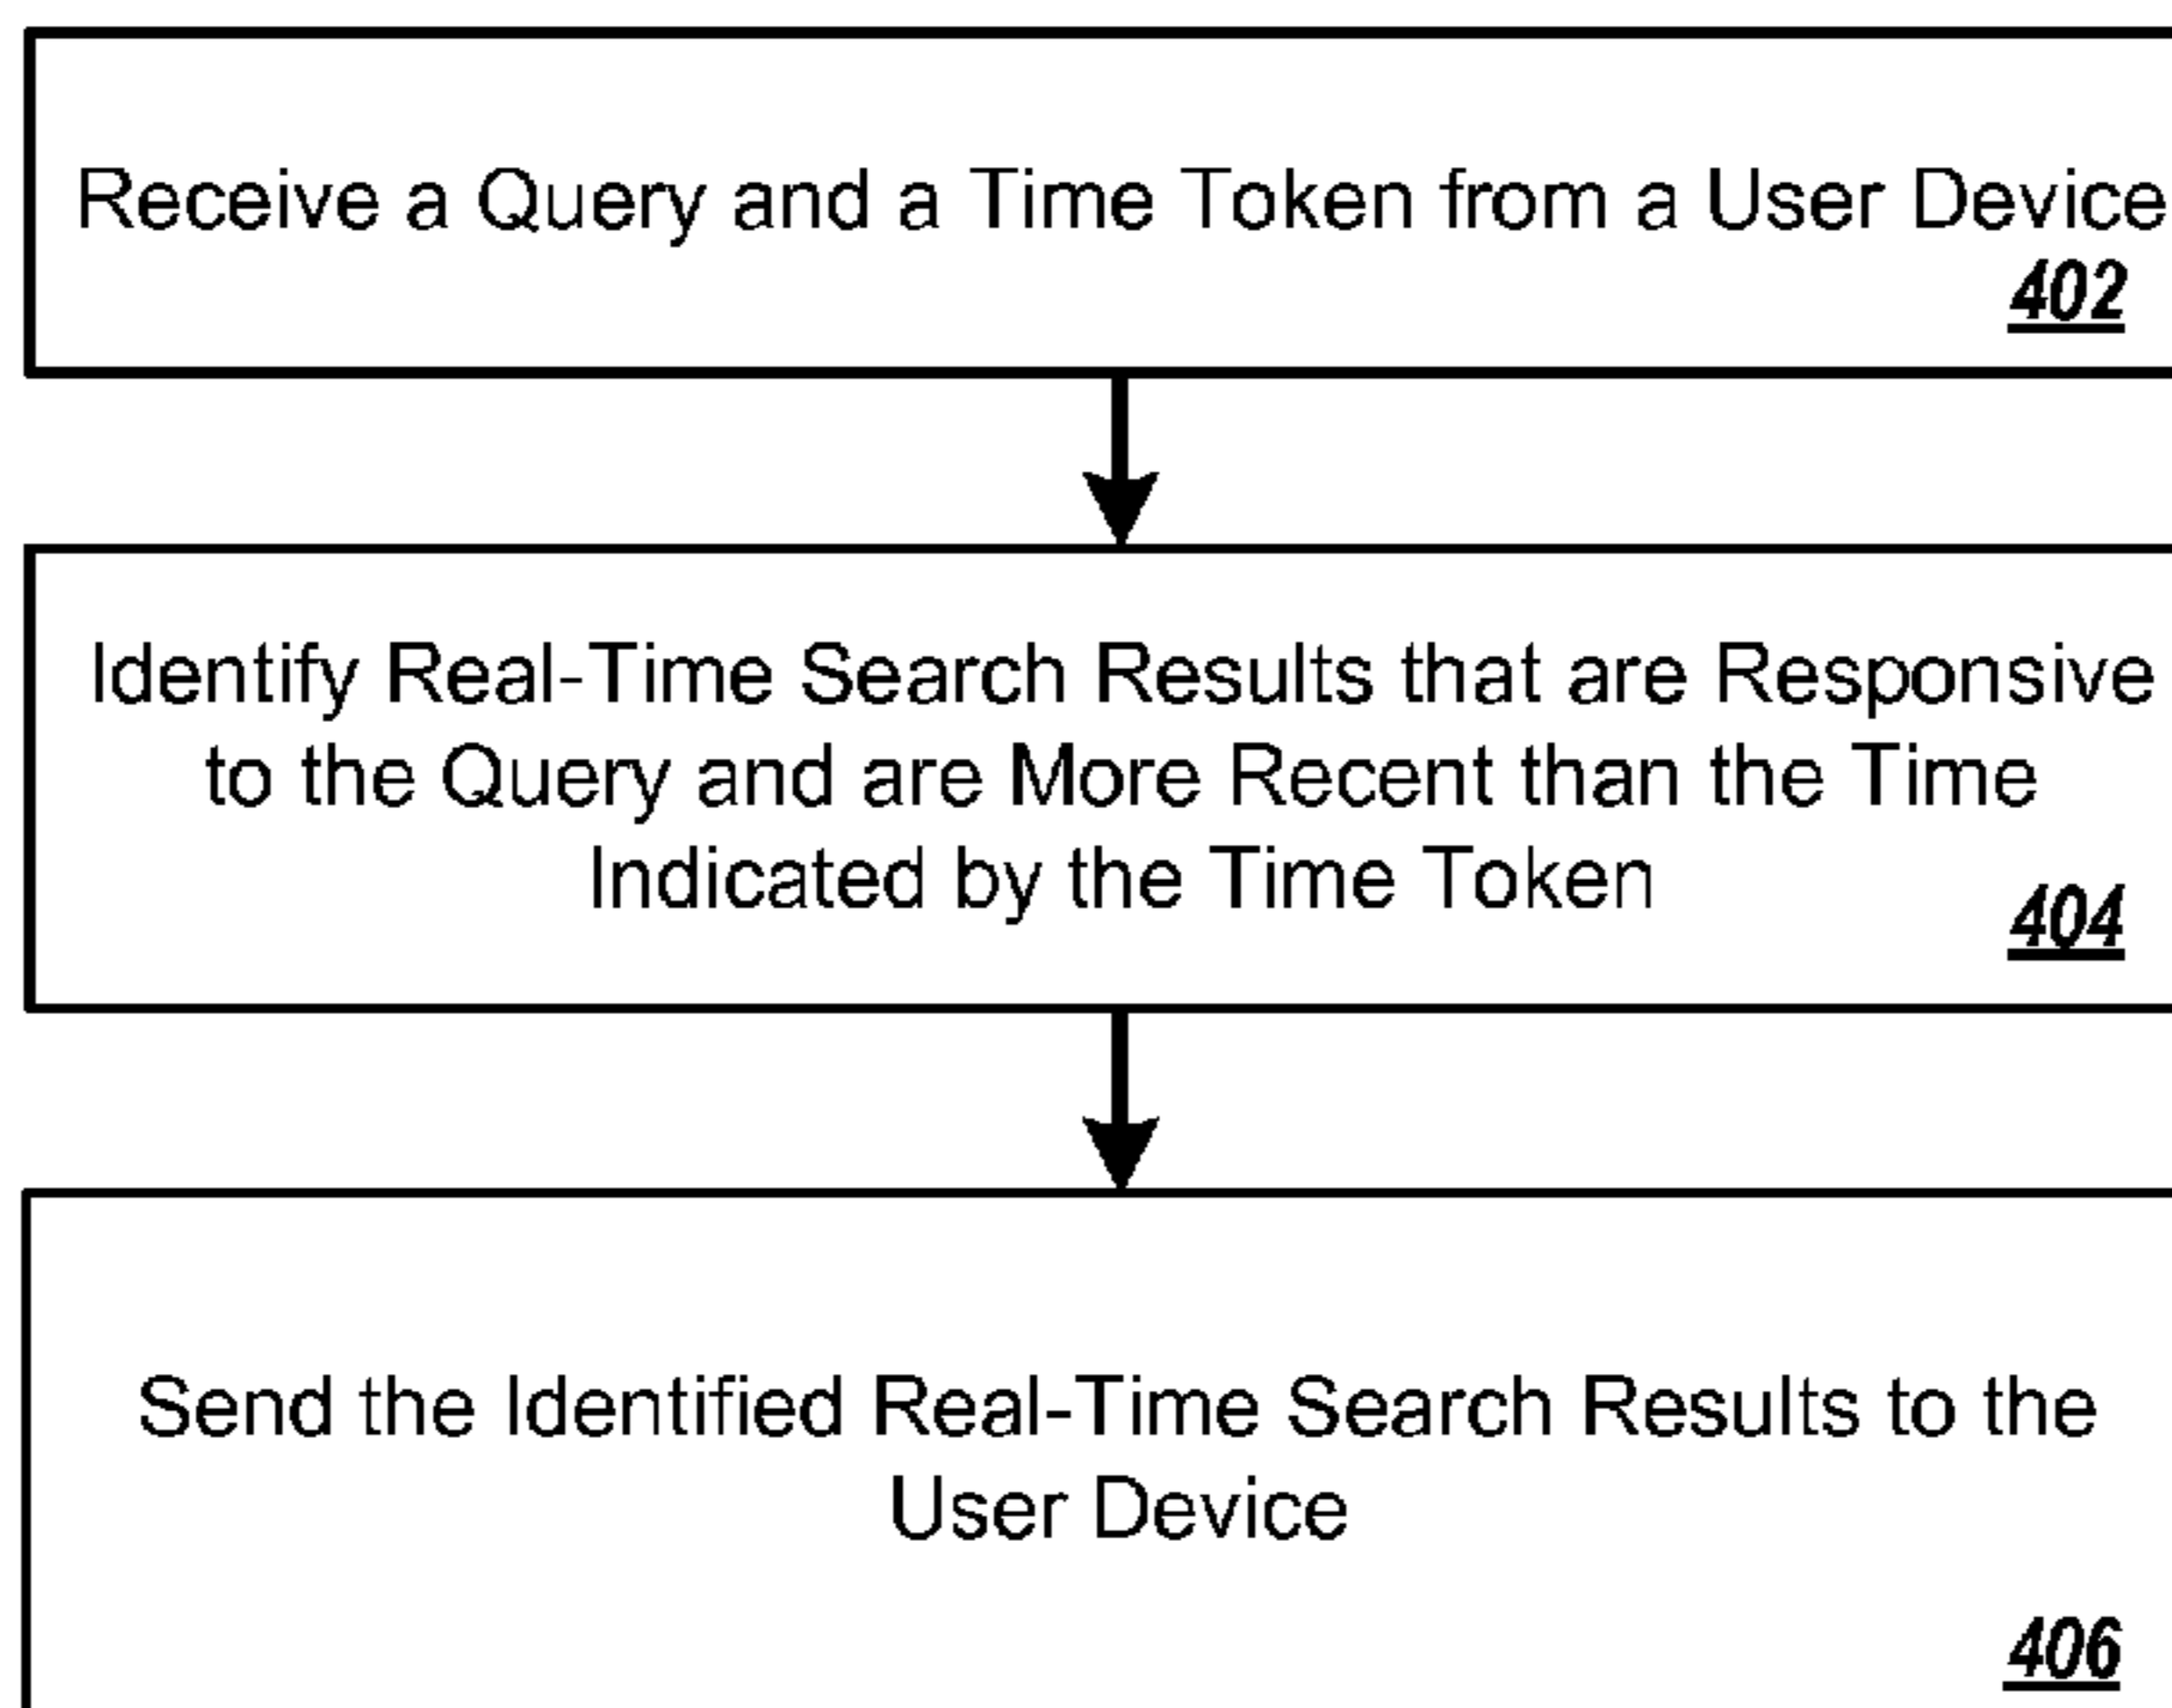 Receive a Query and a Time Token from a User Device
402
Identify Real-Time Search Results that are Responsive
to the Query and are More Recent than the Time
Indicated by the Time Token
404
Send the Identified Real-Time Search Results to the
User Device
406